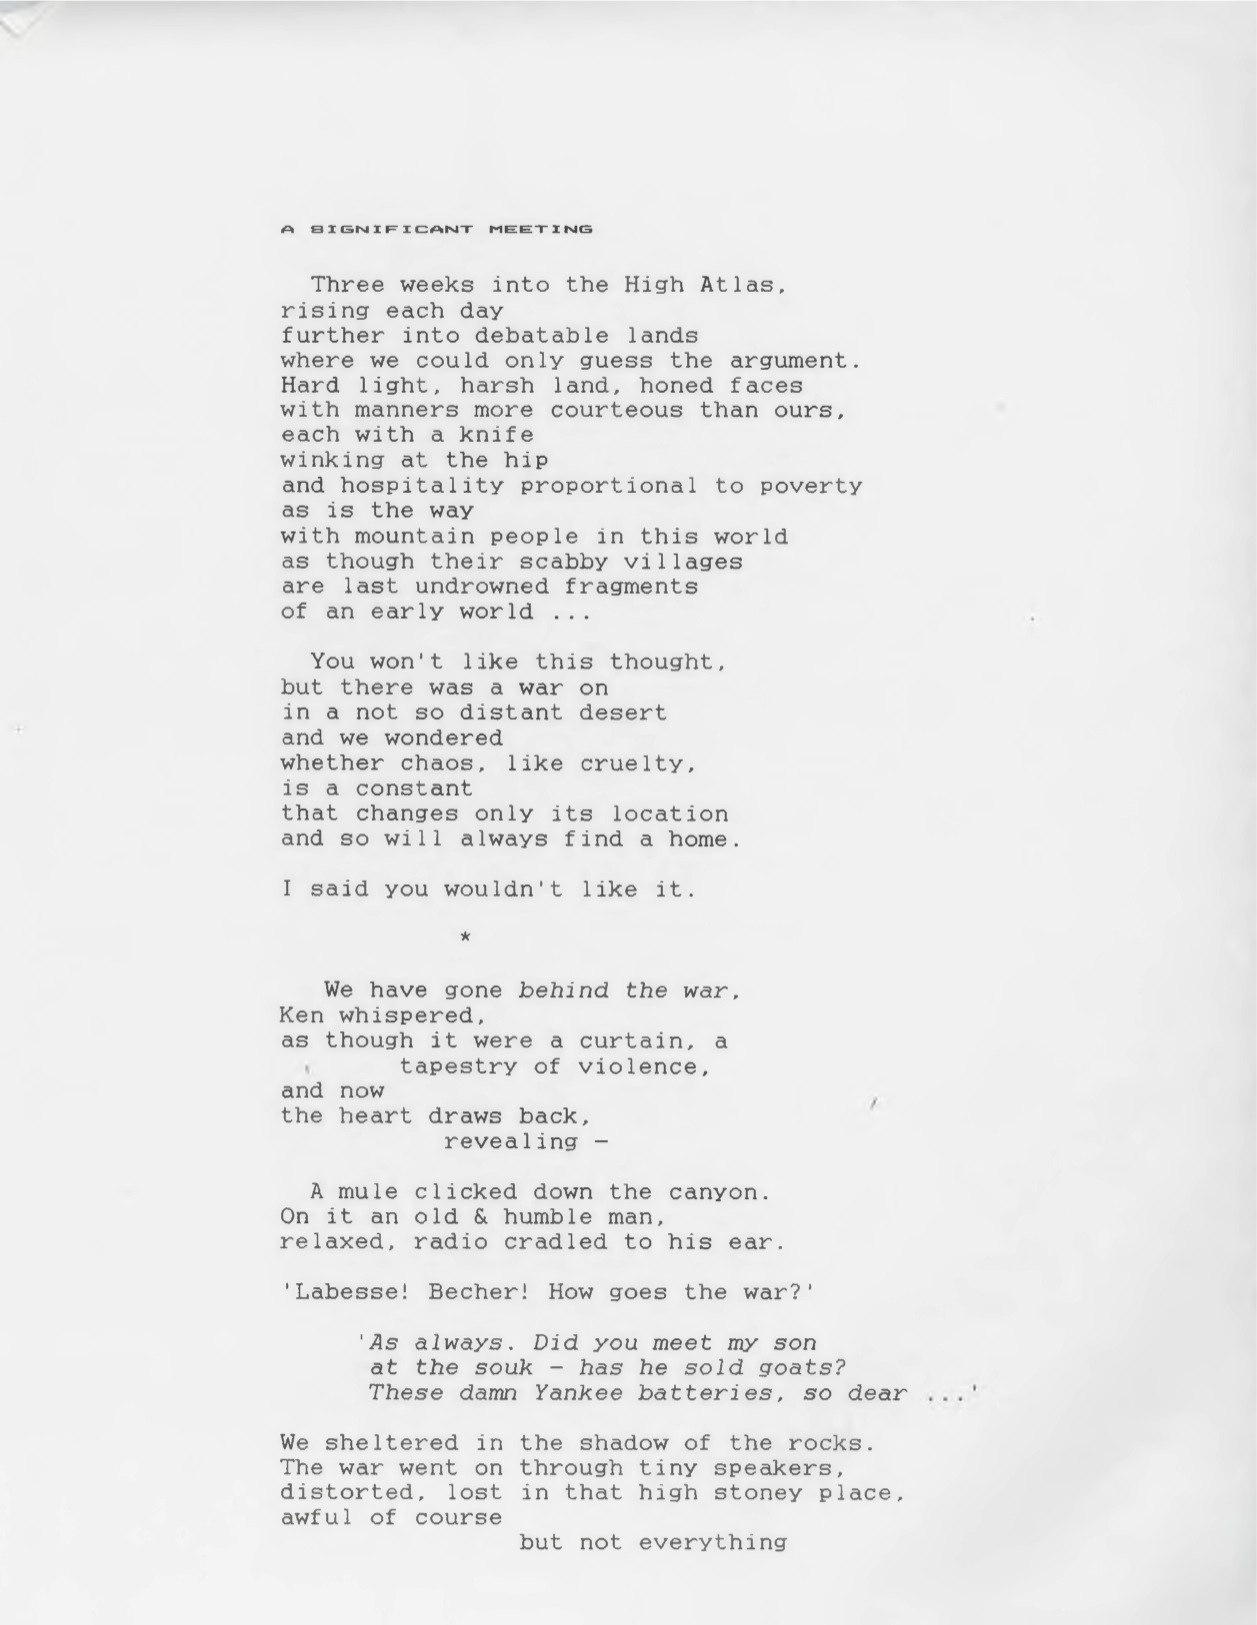 A SIGNIFICANT MEETING
Three weeks into the High Atlas,
rising each day
further into debatable lands
where we could only guess the argument.
Hard light, harsh land, honed faces
with manners more courteous than ours,
each with a knife
winking at the hip
and hospitality proportional to poverty
as is the way
with mountain people in this world
as though their scabby villages
are last undrowned fragments
of an early world ...
You won't like this thought,
but there was a war on
in a not so distant desert
and we wondered
whether chaos, like cruelty,
is a constant
that changes only its location
and so will always find a home.
I said you wouldn't like it.
*
We have gone behind the war,
Ken whispered,
as though it were a curtain, a
tapestry of violence,
and now
the heart draws back,
revealing —
A mule clicked down the canyon.
On it an old & humble man,
relaxed, radio cradled to his ear.
'Labesse! Becher! How goes the war?'
'As always. Did you meet my son
at the souk — has he sold goats?
These damn Yankee batteries, so dear ...'
We sheltered in the shadow of the rocks.
The war went on through tiny speakers,
distorted, lost in that high stoney place,
awful of course
but not everything